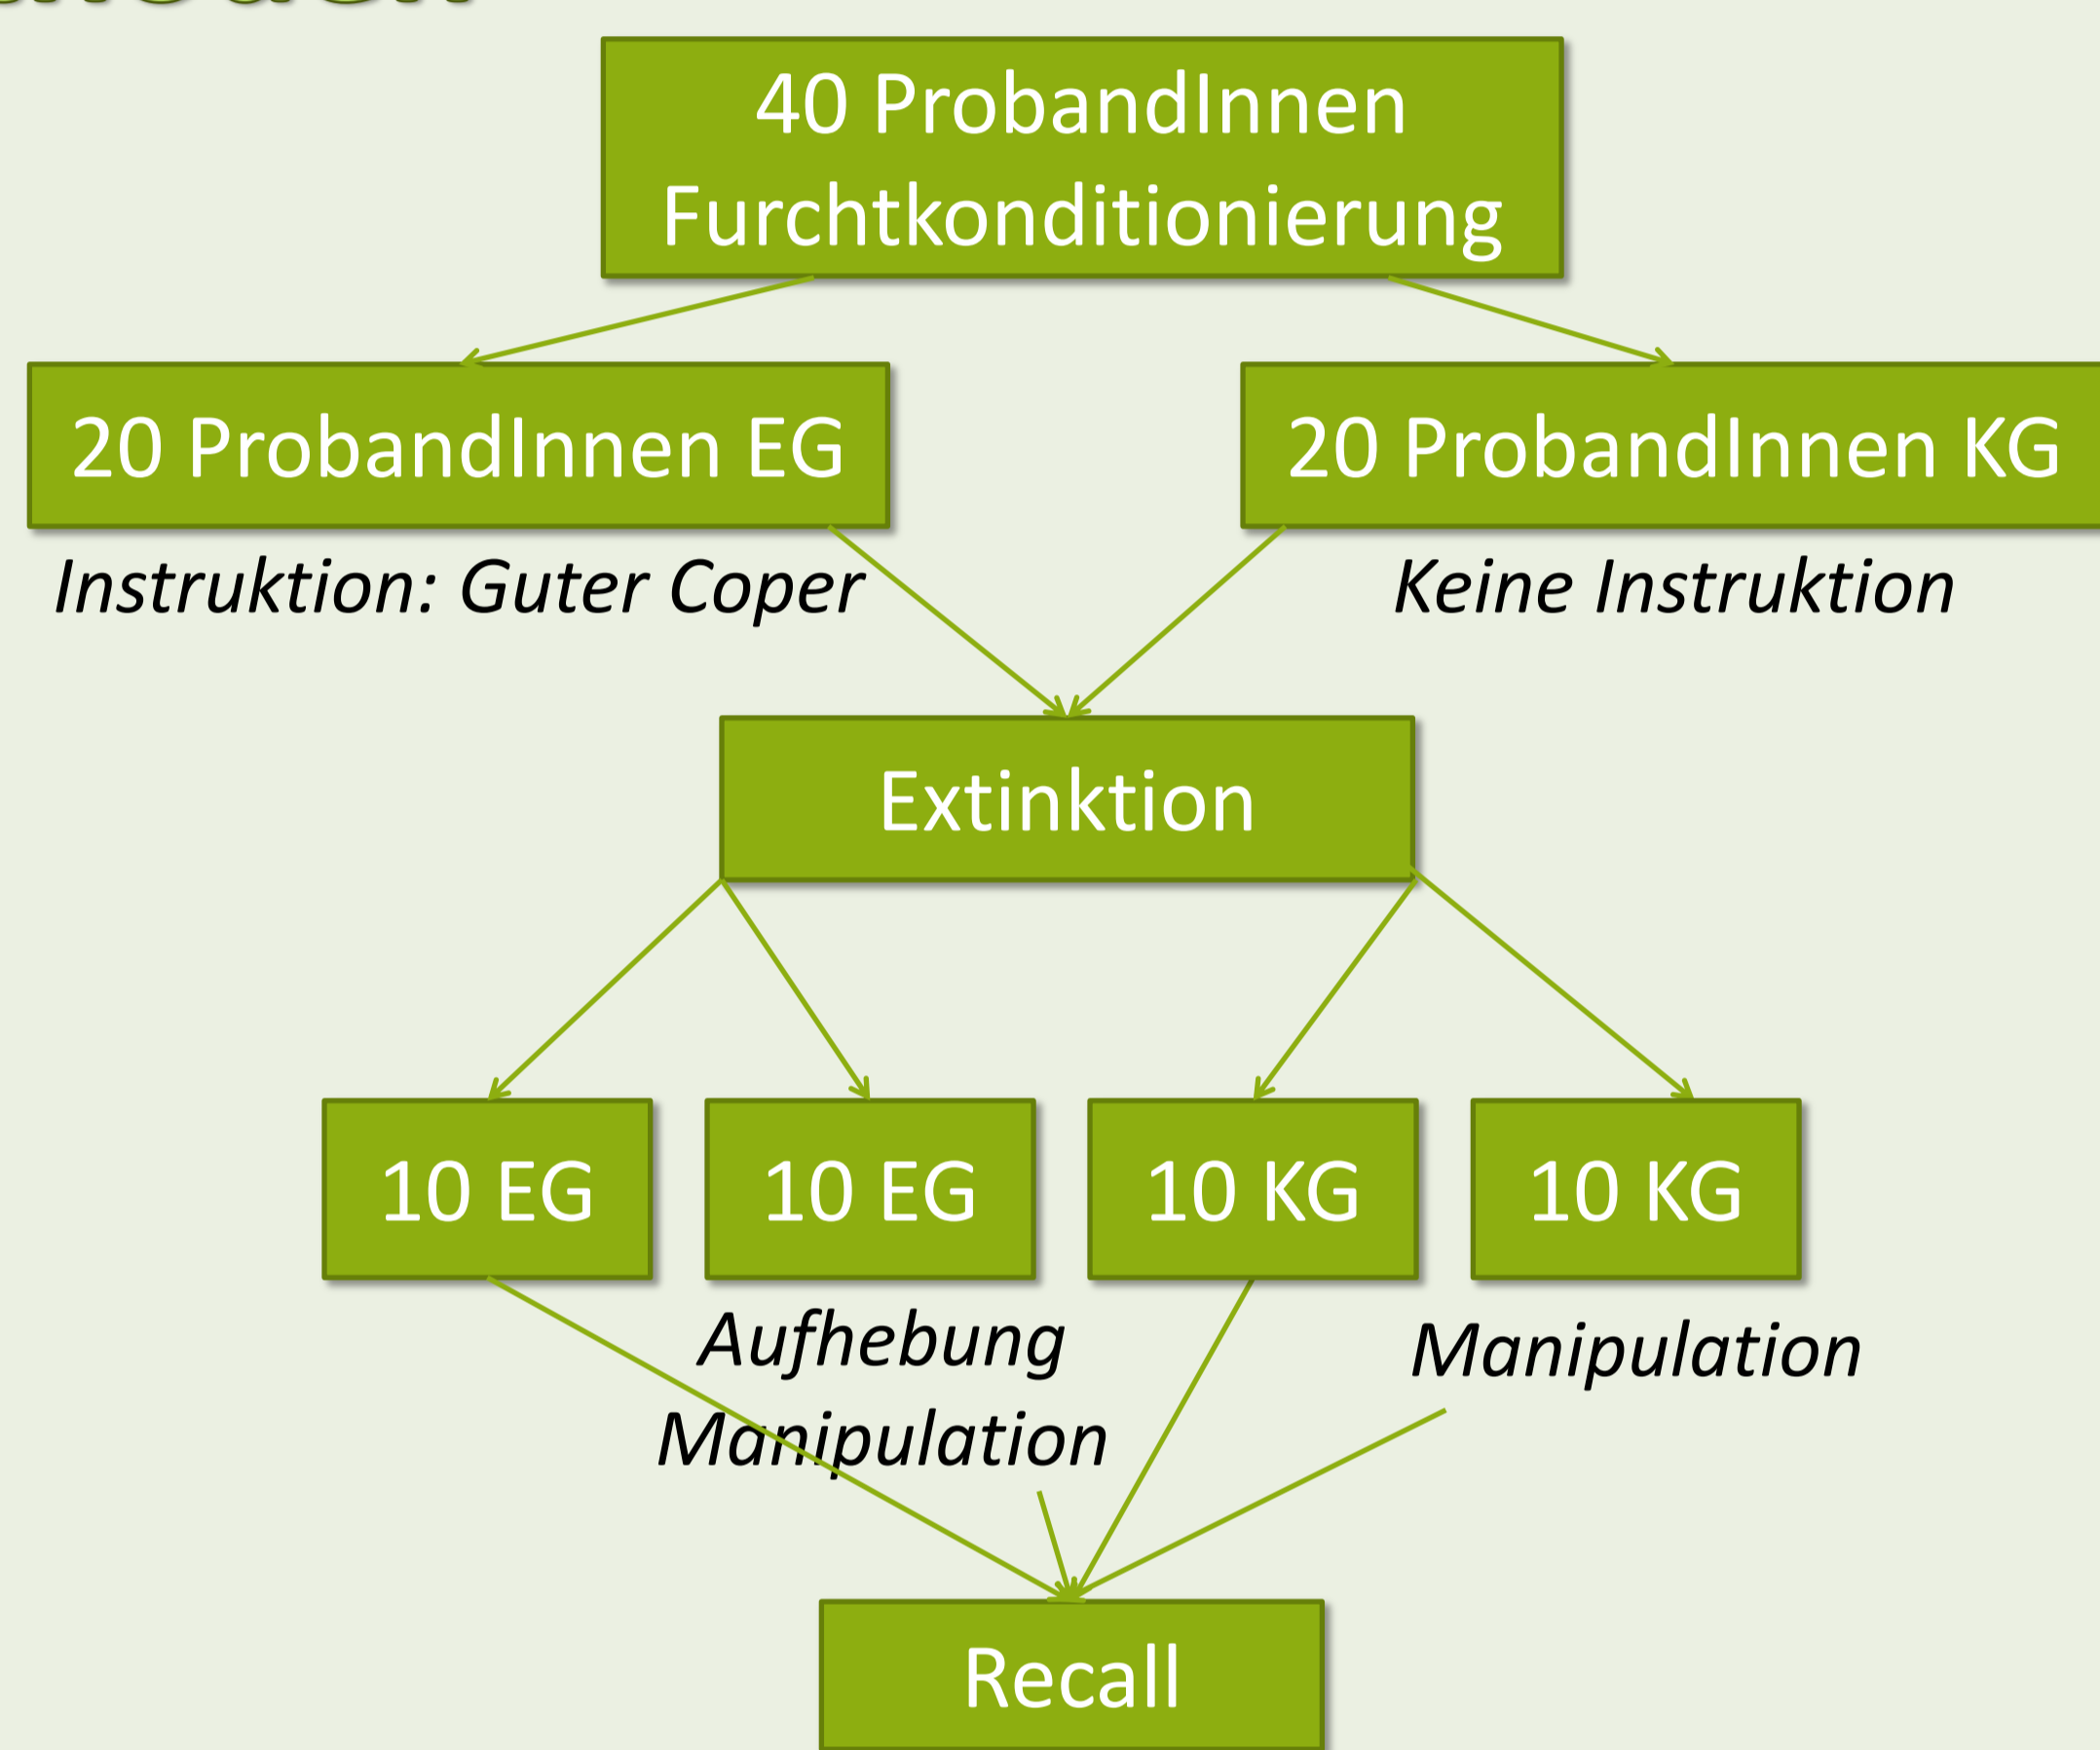 40 ProbandInnen
Furchtkonditionierung
20 ProbandInnen EG
20 ProbandInnen KG
Instruktion: Guter Coper
Keine Instruktion
Extinktion
10 EG
10 EG
10 KG
10 KG
Aufhebung
Manipulation
Manipulation
Recall